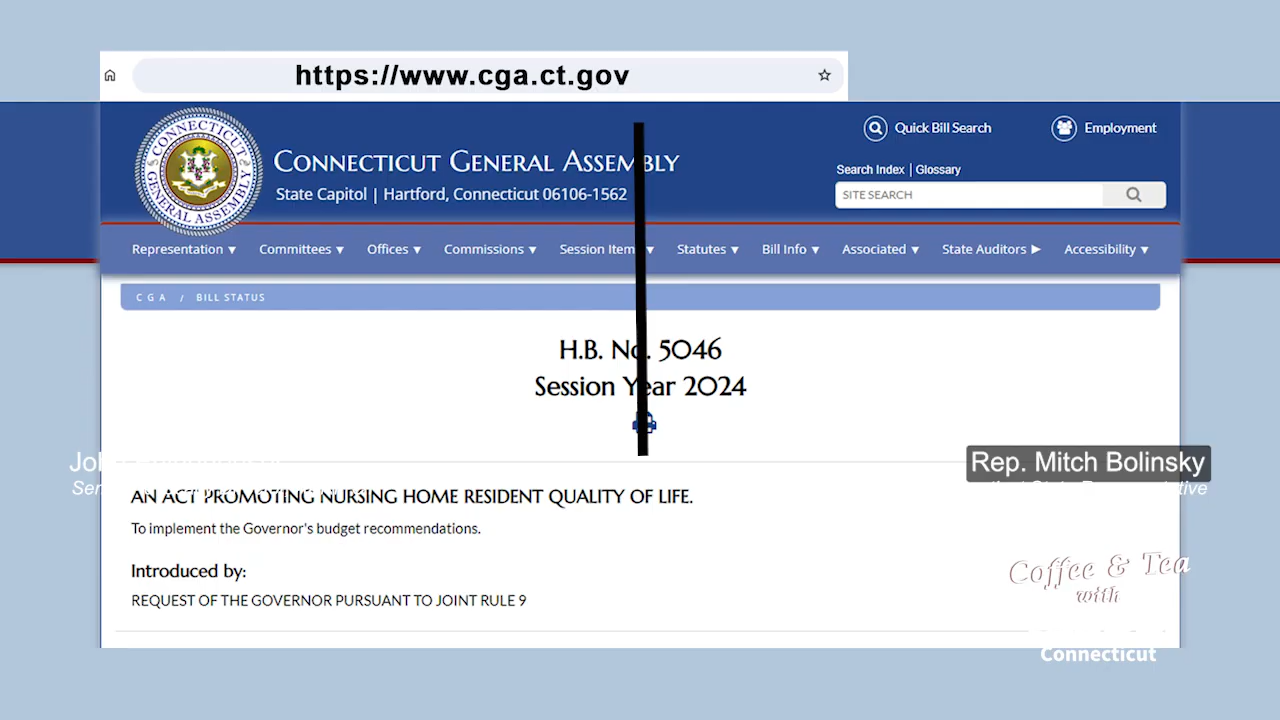 https://www.cga.ct.gov
CONNECTICUT GENERAL ASSEMBLY
CONNECTICUT GENERAL ASSEMBLY
State Capitol | Hartford, Connecticut 06106-1562
Quick Bill Search
Employment
Search Index | Glossary
SITE SEARCH
Representation ▼ Committees ▼ Offices ▼ Commissions ▼ Session Item ▼ Statutes ▼ Bill Info ▼ Associated ▼ State Auditors ► Accessibility ▼
CGA / BILL STATUS
H.B. No. 5046
Session Year 2024
Rep. Mitch Bolinsky
AN ACT PROMOTING NURSING HOME RESIDENT QUALITY OF LIFE.
To implement the Governor's budget recommendations.
Introduced by:
REQUEST OF THE GOVERNOR PURSUANT TO JOINT RULE 9
Coffee & Tea
with
Connecticut